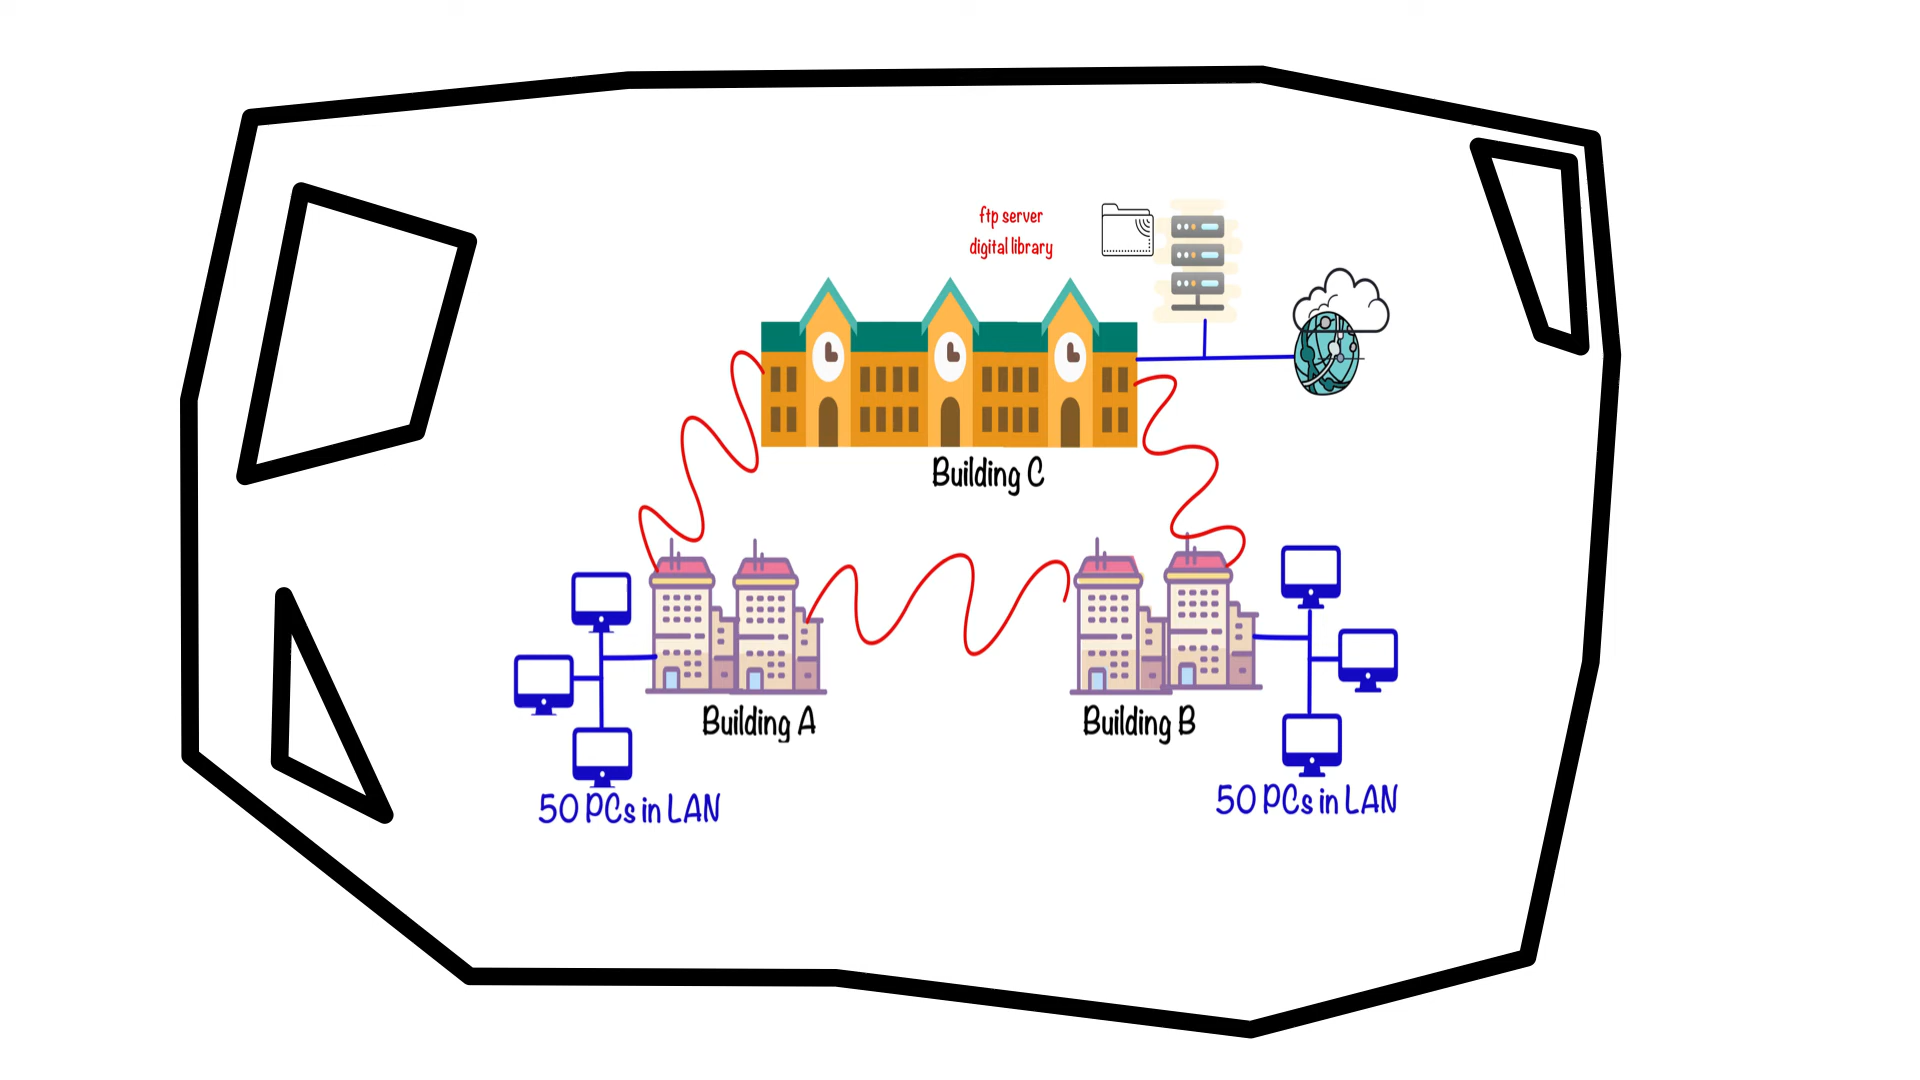 ftp server
digital library
Building C
Building A
Building B
50 PCs in LAN
50 PCs in LAN